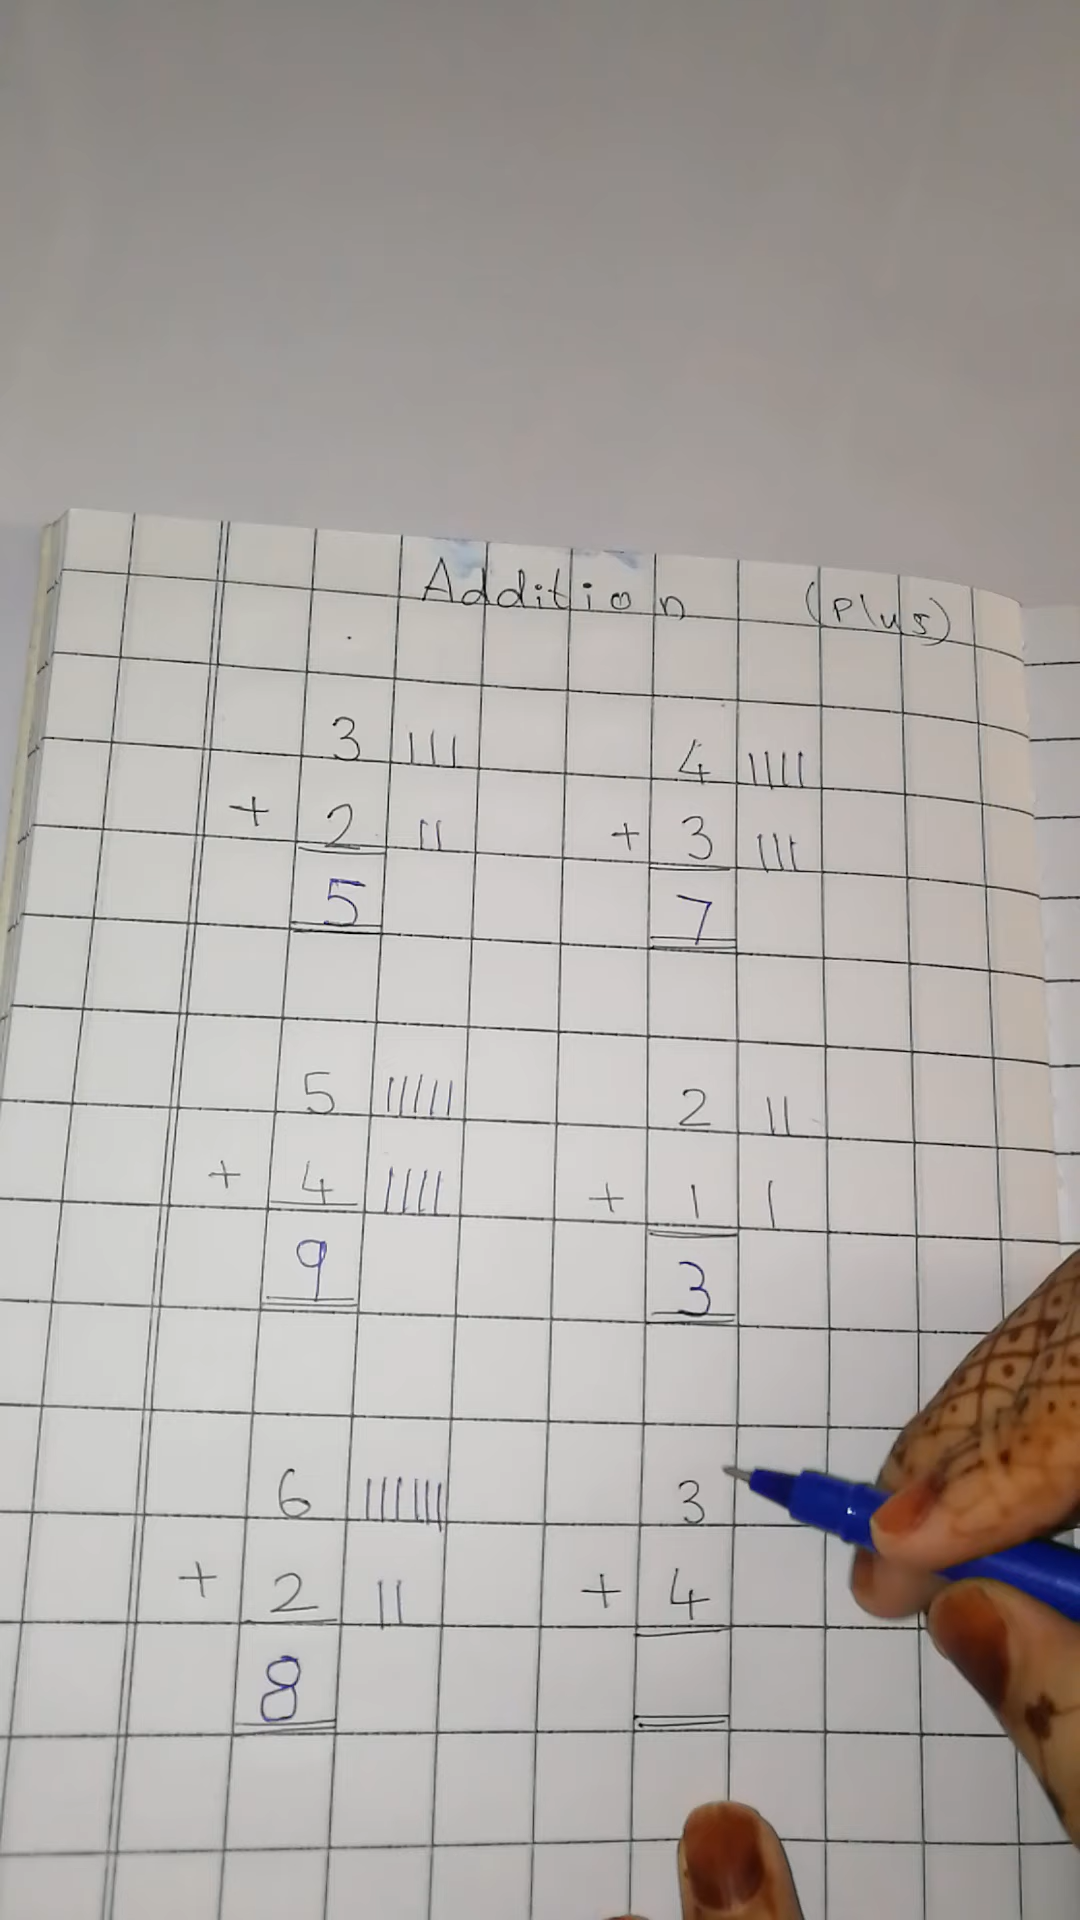 Addition (Plus)
3 ||| 4 ||||
+ 2 || + 3 |||
5 7
5 ||||| 2 ||
+ 4 |||| + 1 |
9 3
6 |||||| 3
+ 2 || + 4
8